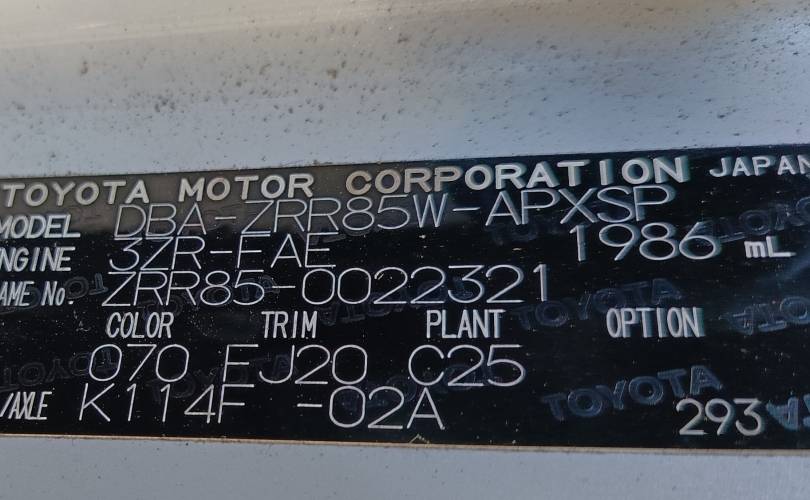 TOYOTA MOTOR CORPORATION JAPAN
MODEL DBA-ZRR85W-APXSP
NGINE 3ZR-FAE 1986 mL
AME No. ZRR85-0022321
COLOR TRIM PLANT OPTION
070 FJ20 C25
/AXLE K114F -02A
TOYOTA
293